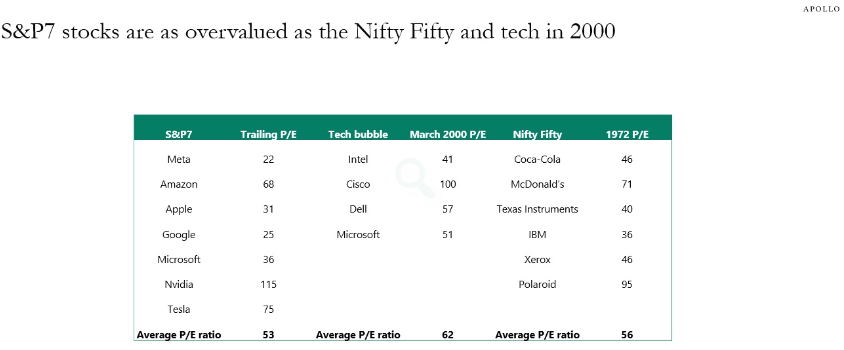 APOLLO
S&P7 stocks are as overvalued as the Nifty Fifty and tech in 2000
S&P7 Trailing P/E Tech bubble March 2000 P/E Nifty Fifty 1972 P/E
Meta 22 Intel 41 Coca-Cola 46
Amazon 68 Cisco 100 McDonald's 71
Apple 31 Dell 57 Texas Instruments 40
Google 25 Microsoft 51 IBM 36
Microsoft 36 Xerox 46
Nvidia 115 Polaroid 95
Tesla 75
Average P/E ratio 53 Average P/E ratio 62 Average P/E ratio 56